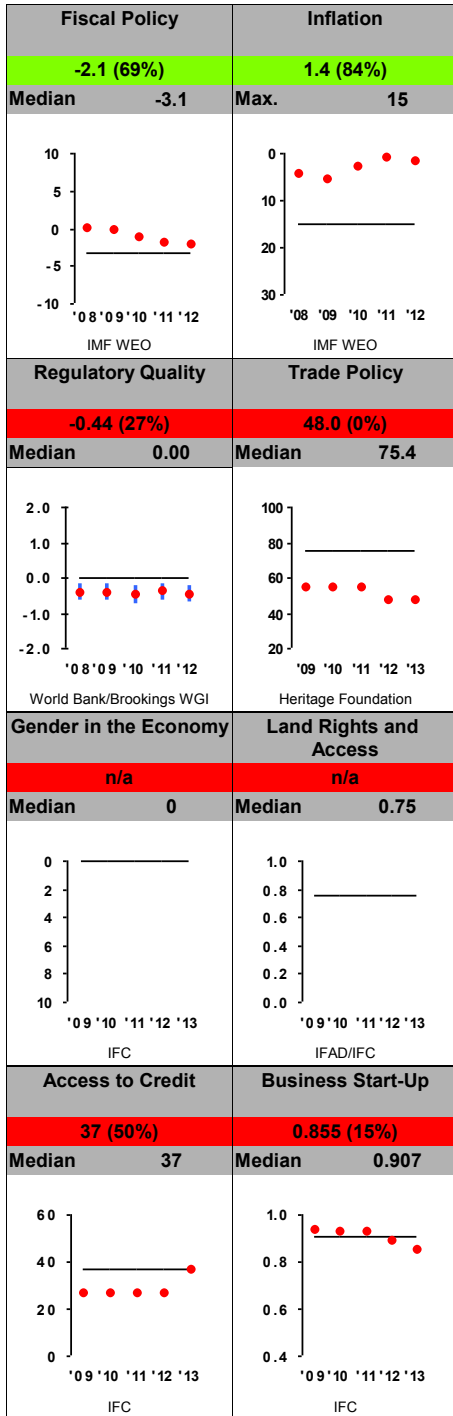 Fiscal Policy
-2.1 (69%)
Median -3.1
10
5
0
-5
-10
'08 '09 '10 '11 '12
IMF WEO
Inflation
1.4 (84%)
Max. 15
0
10
20
30
'08 '09 '10 '11 '12
IMF WEO
Regulatory Quality
-0.44 (27%)
Median 0.00
2.0
1.0
0.0
-1.0
-2.0
'08 '09 '10 '11 '12
World Bank/Brookings WGI
Trade Policy
48.0 (0%)
Median 75.4
100
80
60
40
20
'09 '10 '11 '12 '13
Heritage Foundation
Gender in the Economy
n/a
Median 0
0
2
4
6
8
10
'09 '10 '11 '12 '13
IFC
Land Rights and
Access
n/a
Median 0.75
1.0
0.8
0.6
0.4
0.2
0.0
'09 '10 '11 '12 '13
IFAD/IFC
Access to Credit
37 (50%)
Median 37
60
40
20
0
'09 '10 '11 '12 '13
IFC
Business Start-Up
0.855 (15%)
Median 0.907
1.0
0.8
0.6
0.4
'09 '10 '11 '12 '13
IFC